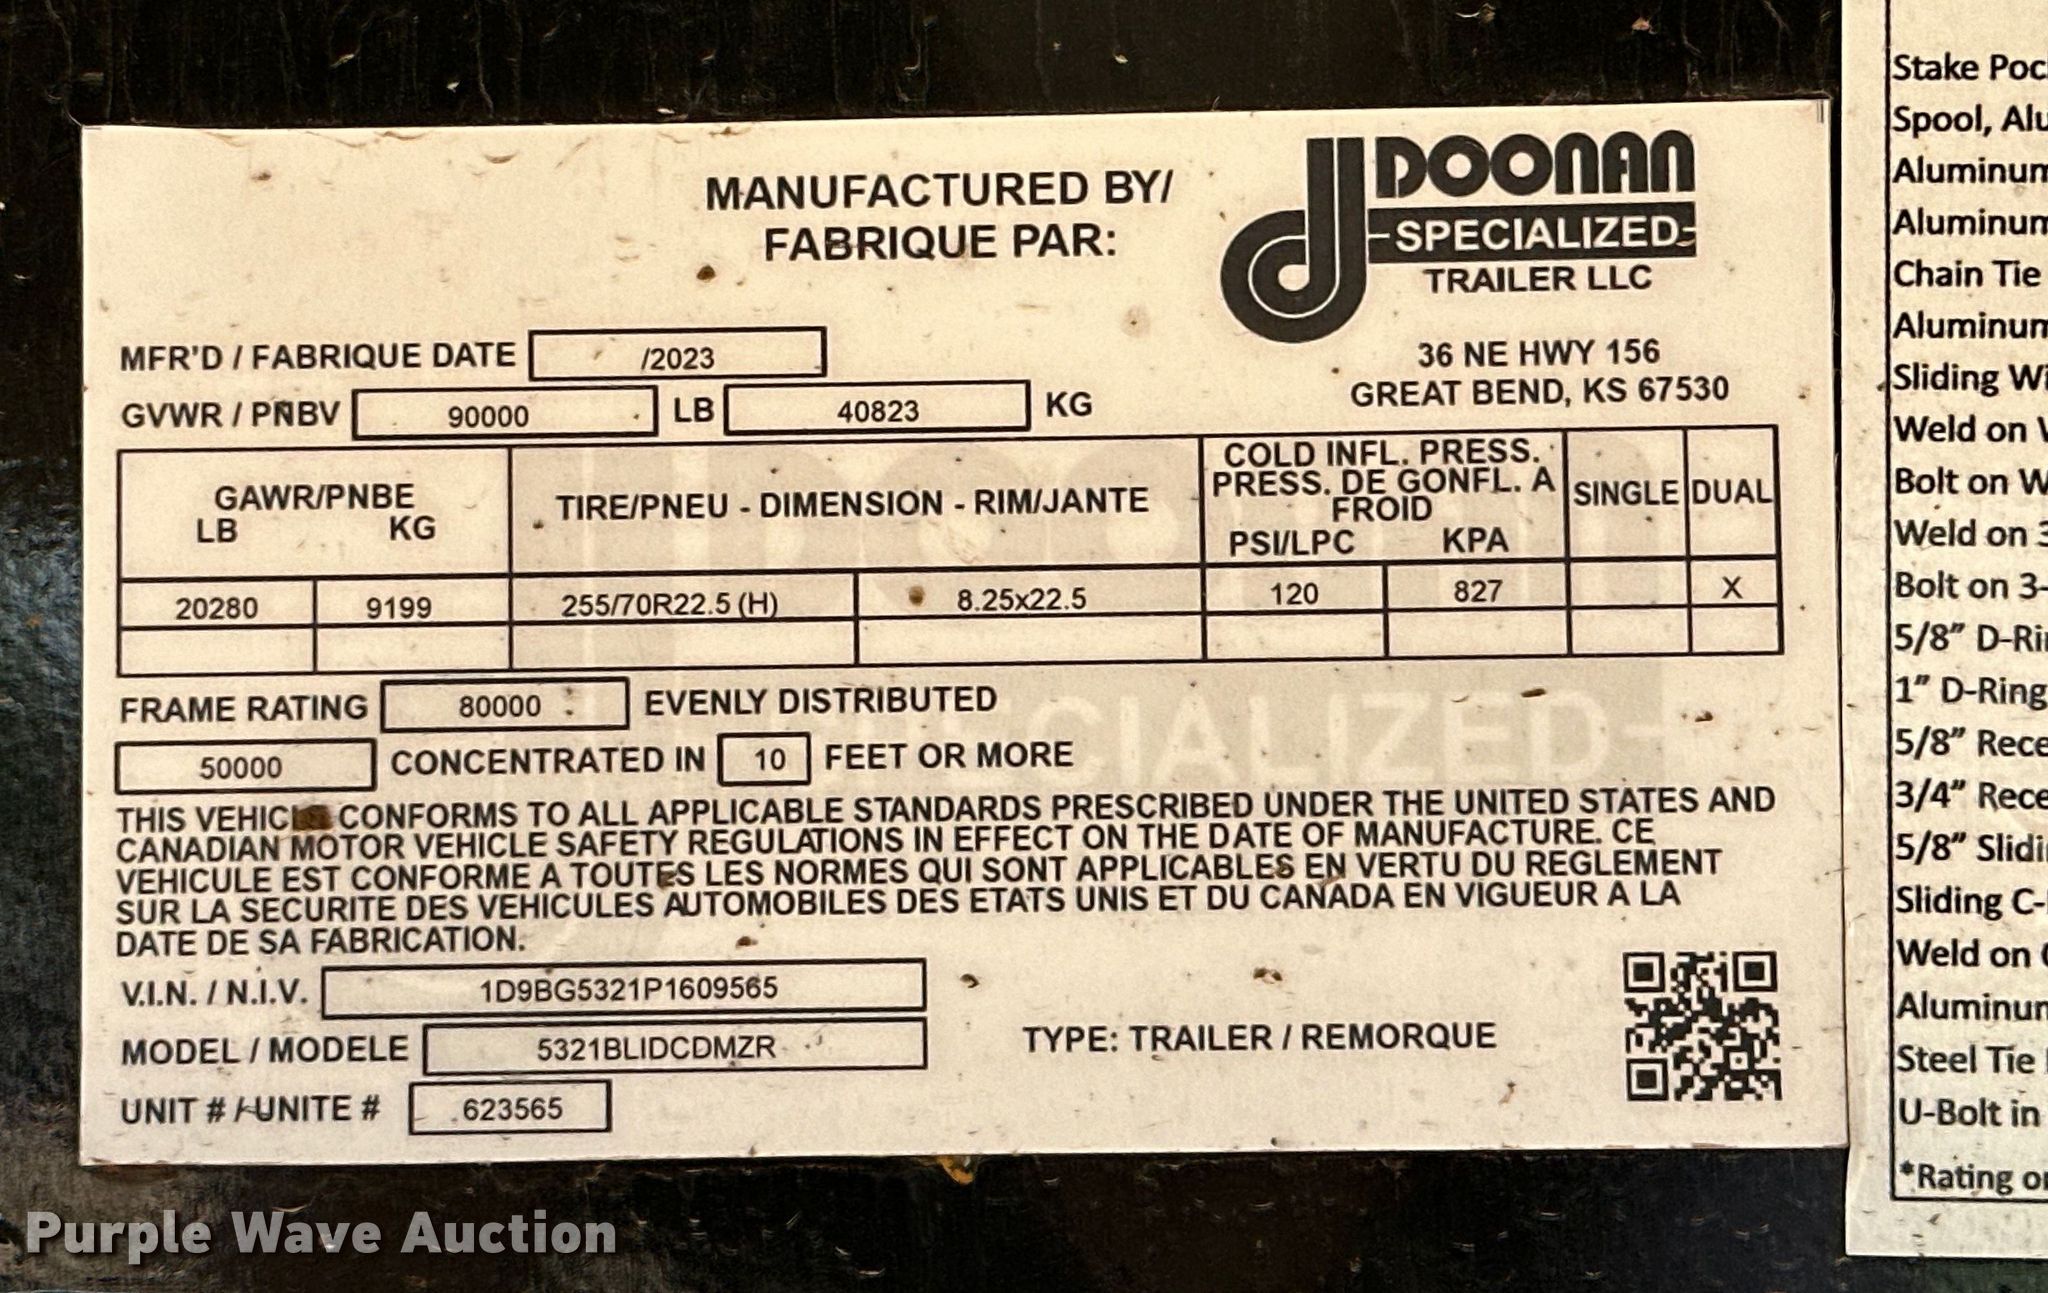 MANUFACTURED BY/
FABRIQUE PAR:
DOONAN
SPECIALIZED
TRAILER LLC
36 NE HWY 156
GREAT BEND, KS 67530
MFR'D / FABRIQUE DATE /2023
GVWR / PNBV 90000 LB 40823 KG
GAWR/PNBE
LB KG
TIRE/PNEU - DIMENSION - RIM/JANTE
COLD INFL. PRESS.
PRESS. DE GONFL. A
FROID
PSI/LPC KPA
SINGLE DUAL
20280 9199 255/70R22.5 (H) 8.25x22.5 120 827 X
FRAME RATING 80000 EVENLY DISTRIBUTED
50000 CONCENTRATED IN 10 FEET OR MORE
THIS VEHICLE CONFORMS TO ALL APPLICABLE STANDARDS PRESCRIBED UNDER THE UNITED STATES AND
CANADIAN MOTOR VEHICLE SAFETY REGULATIONS IN EFFECT ON THE DATE OF MANUFACTURE. CE
VEHICULE EST CONFORME A TOUTES LES NORMES QUI SONT APPLICABLES EN VERTU DU REGLEMENT
SUR LA SECURITE DES VEHICULES AUTOMOBILES DES ETATS UNIS ET DU CANADA EN VIGUEUR A LA
DATE DE SA FABRICATION.
V.I.N. / N.I.V. 1D9BG5321P1609565
MODEL / MODELE 5321BLIDCDMZR
TYPE: TRAILER / REMORQUE
UNIT # / UNITE # 623565
Stake
Spool,
Aluminum
Aluminum
Chain Tie
Aluminum
Sliding
Weld on
Bolt on
Weld on
Bolt on
5/8"
1" D-Ring
5/8"
3/4"
5/8"
Sliding
Weld on
Aluminum
Steel Tie
U-Bolt in
*Rating
Purple Wave Auction